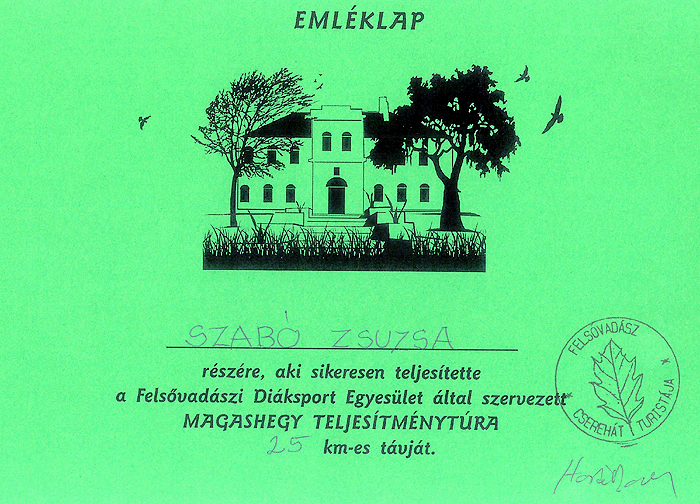 EMLÉKLAP
SZABÓ ZSUZSA
részére, aki sikeresen teljesítette
a Felsővadászi Diáksport Egyesület által szervezett
MAGASHEGY TELJESÍTMÉNYTÚRA
25 km-es távját.
FELSŐVADÁSZ
CSEREHÁT TURISTÁJA